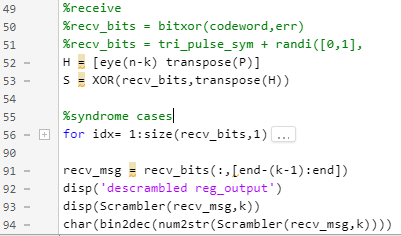 49 %receive
50 %recv_bits = bitxor(codeword,err)
51 %recv_bits = tri_pulse_sym + randi([0,1],
52 – H = [eye(n-k) transpose(P)]
53 – S = XOR(recv_bits,transpose(H))
54
55 %syndrome cases
56 – + for idx= 1:size(recv_bits,1) ...
90
91 – recv_msg = recv_bits(:,[end-(k-1):end])
92 – disp('descrambled reg_output')
93 – disp(Scrambler(recv_msg,k))
94 – char(bin2dec(num2str(Scrambler(recv_msg,k))))